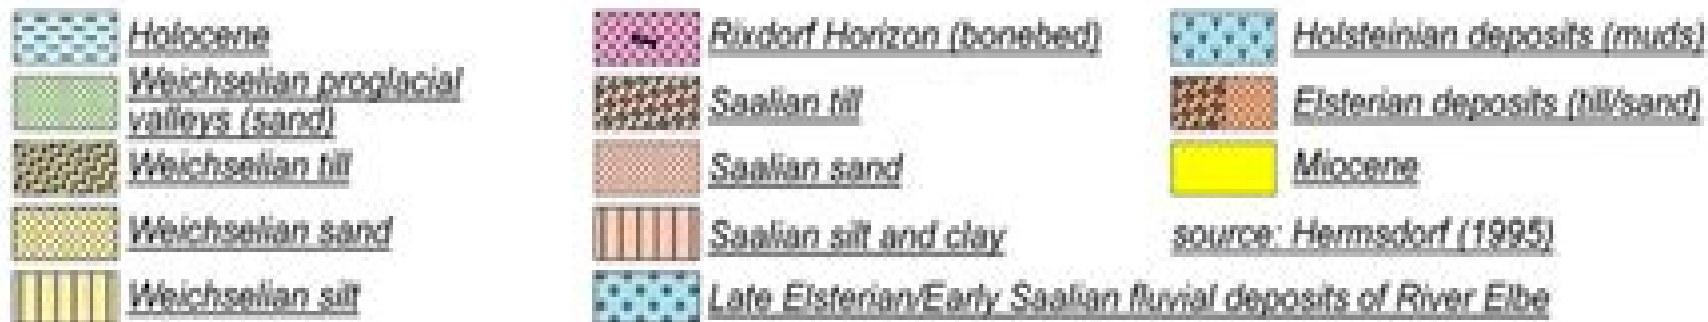 Holocene
Weichselian proglacial
valleys (sand)
Weichselian till
Weichselian sand
Weichselian silt
Rixdorf Horizon (bonebed)
Saalian till
Saalian sand
Saalian silt and clay
Late Elsterian/Early Saalian fluvial deposits of River Elbe
Holsteinian deposits (muds)
Elsterian deposits (till/sand)
Miocene
source: Hermsdorf (1995)